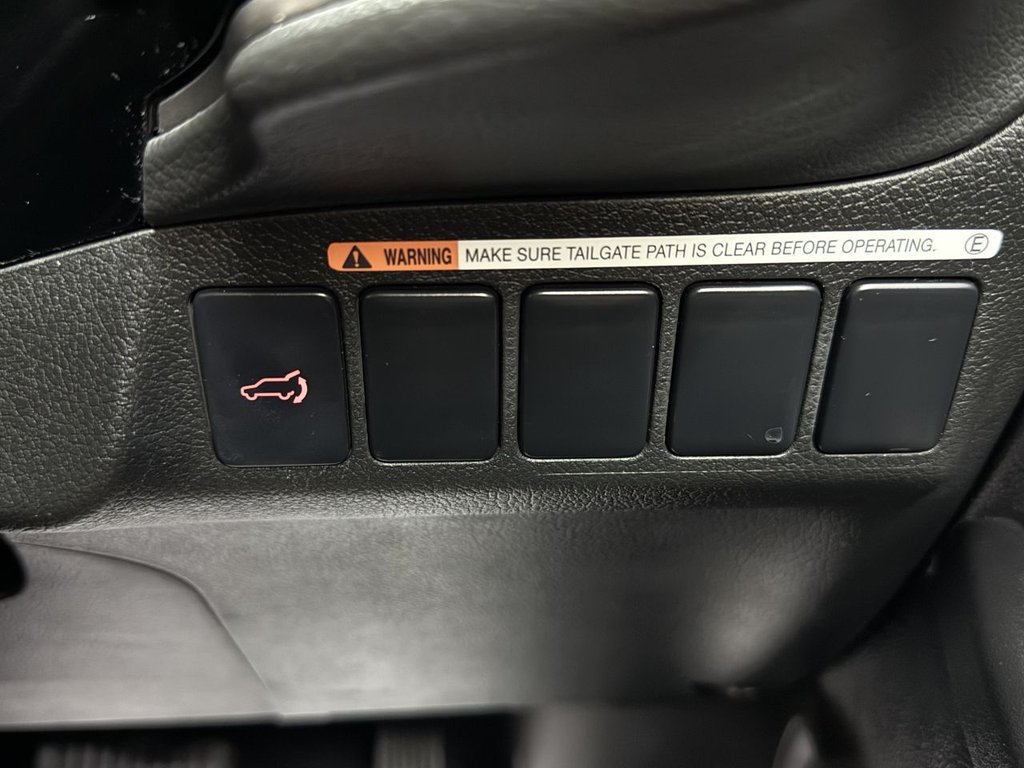 WARNING MAKE SURE TAILGATE PATH IS CLEAR BEFORE OPERATING. E